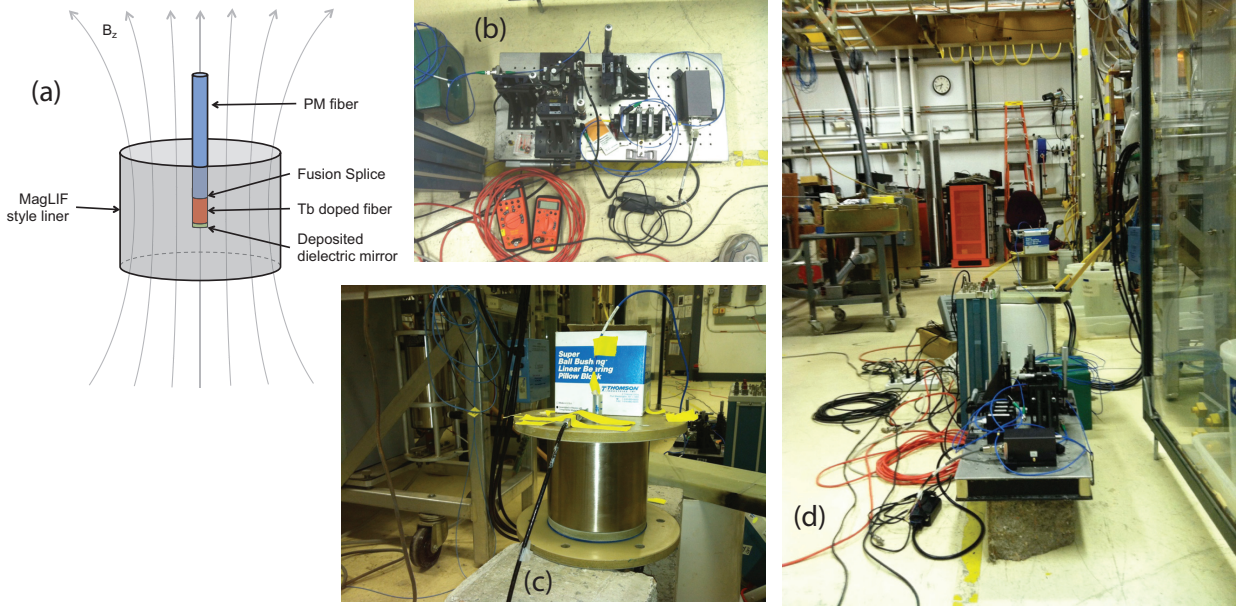 (a)
B_z
PM fiber
Fusion Splice
Tb doped fiber
Deposited
dielectric mirror
MagLIF
style liner
(b)
Super
Ball Bushing
Linear Bearing
Pillow Block
THOMSON
(c)
(d)